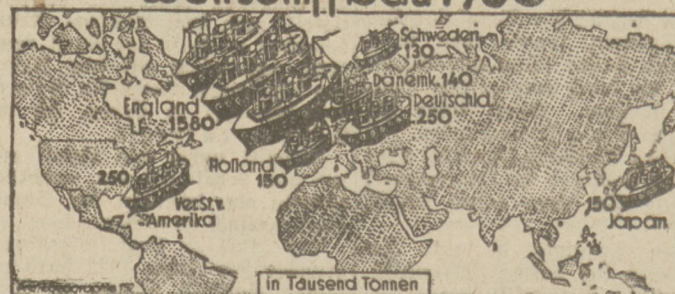 Schweden
130
Dänemk. 140
Deutschld.
250
England
1580
Holland
150
250
Ver.St.v.
Amerika
150
Japan
in Tausend Tonnen